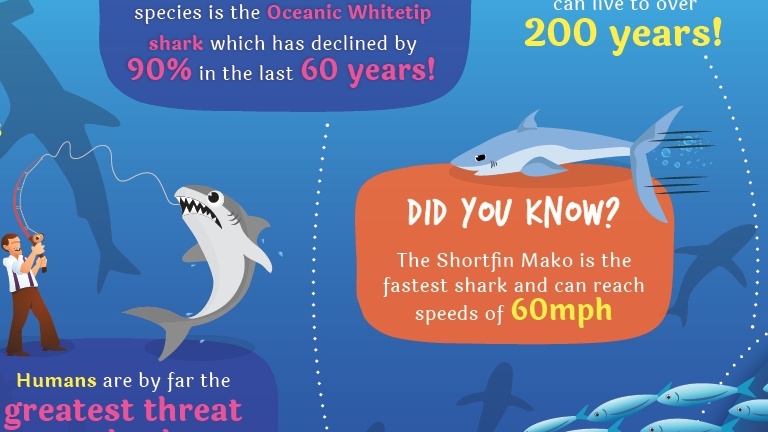 species is the Oceanic Whitetip
shark which has declined by
90% in the last 60 years!
can live to over
200 years!
DID YOU KNOW?
The Shortfin Mako is the
fastest shark and can reach
speeds of 60mph
Humans are by far the
greatest threat